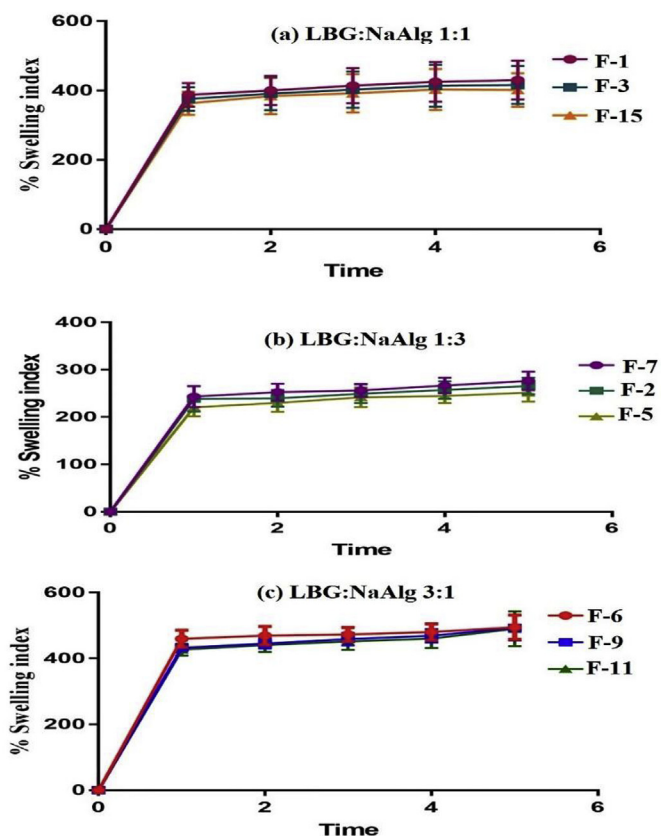 (a) LBG:NaAlg 1:1
600
400
200
0
% Swelling index
F-1
F-3
F-15
0 2 4 6
Time
(b) LBG:NaAlg 1:3
400
300
200
100
0
% Swelling index
F-7
F-2
F-5
0 2 4 6
Time
(c) LBG:NaAlg 3:1
600
400
200
0
% Swelling index
F-6
F-9
F-11
0 2 4 6
Time